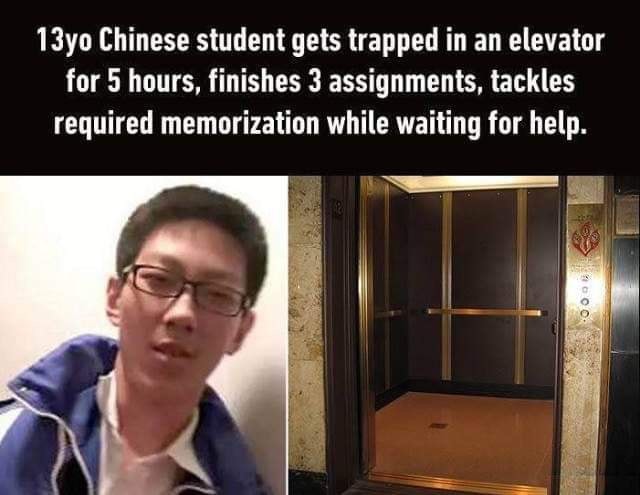 13yo Chinese student gets trapped in an elevator
for 5 hours, finishes 3 assignments, tackles
required memorization while waiting for help.